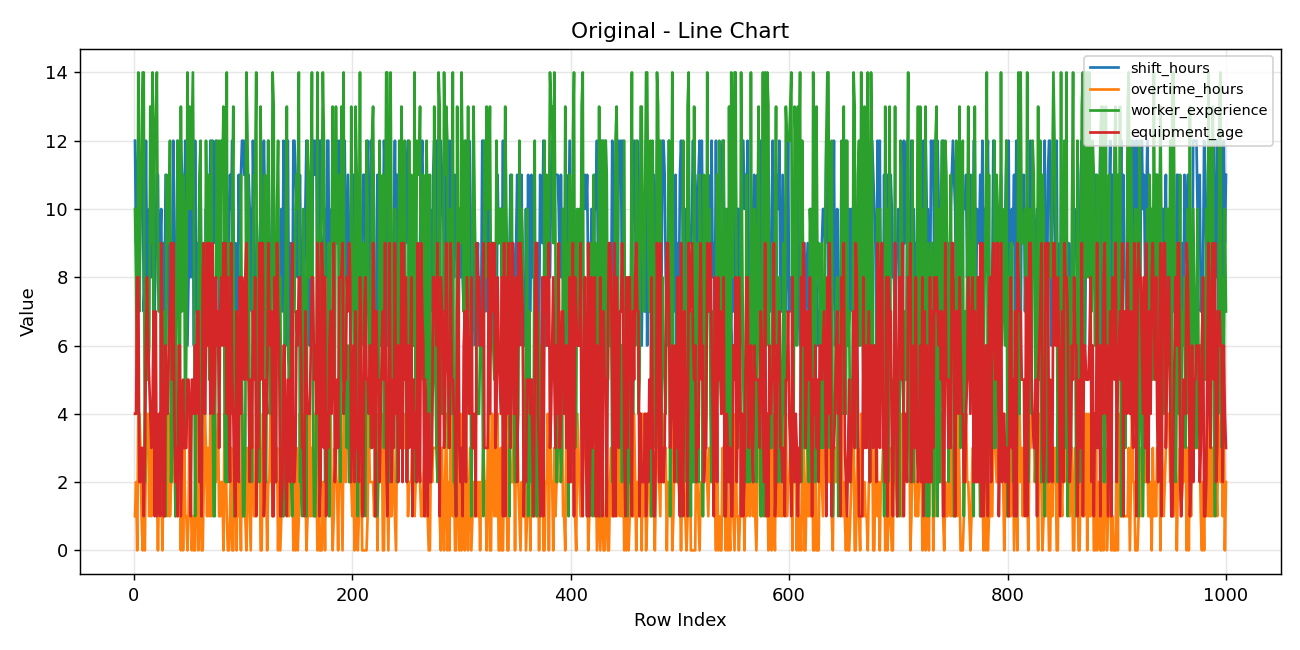 Original - Line Chart
14
12
10
8
6
4
2
0
Value
shift_hours
overtime_hours
worker_experience
equipment_age
0
200
400
600
800
1000
Row Index